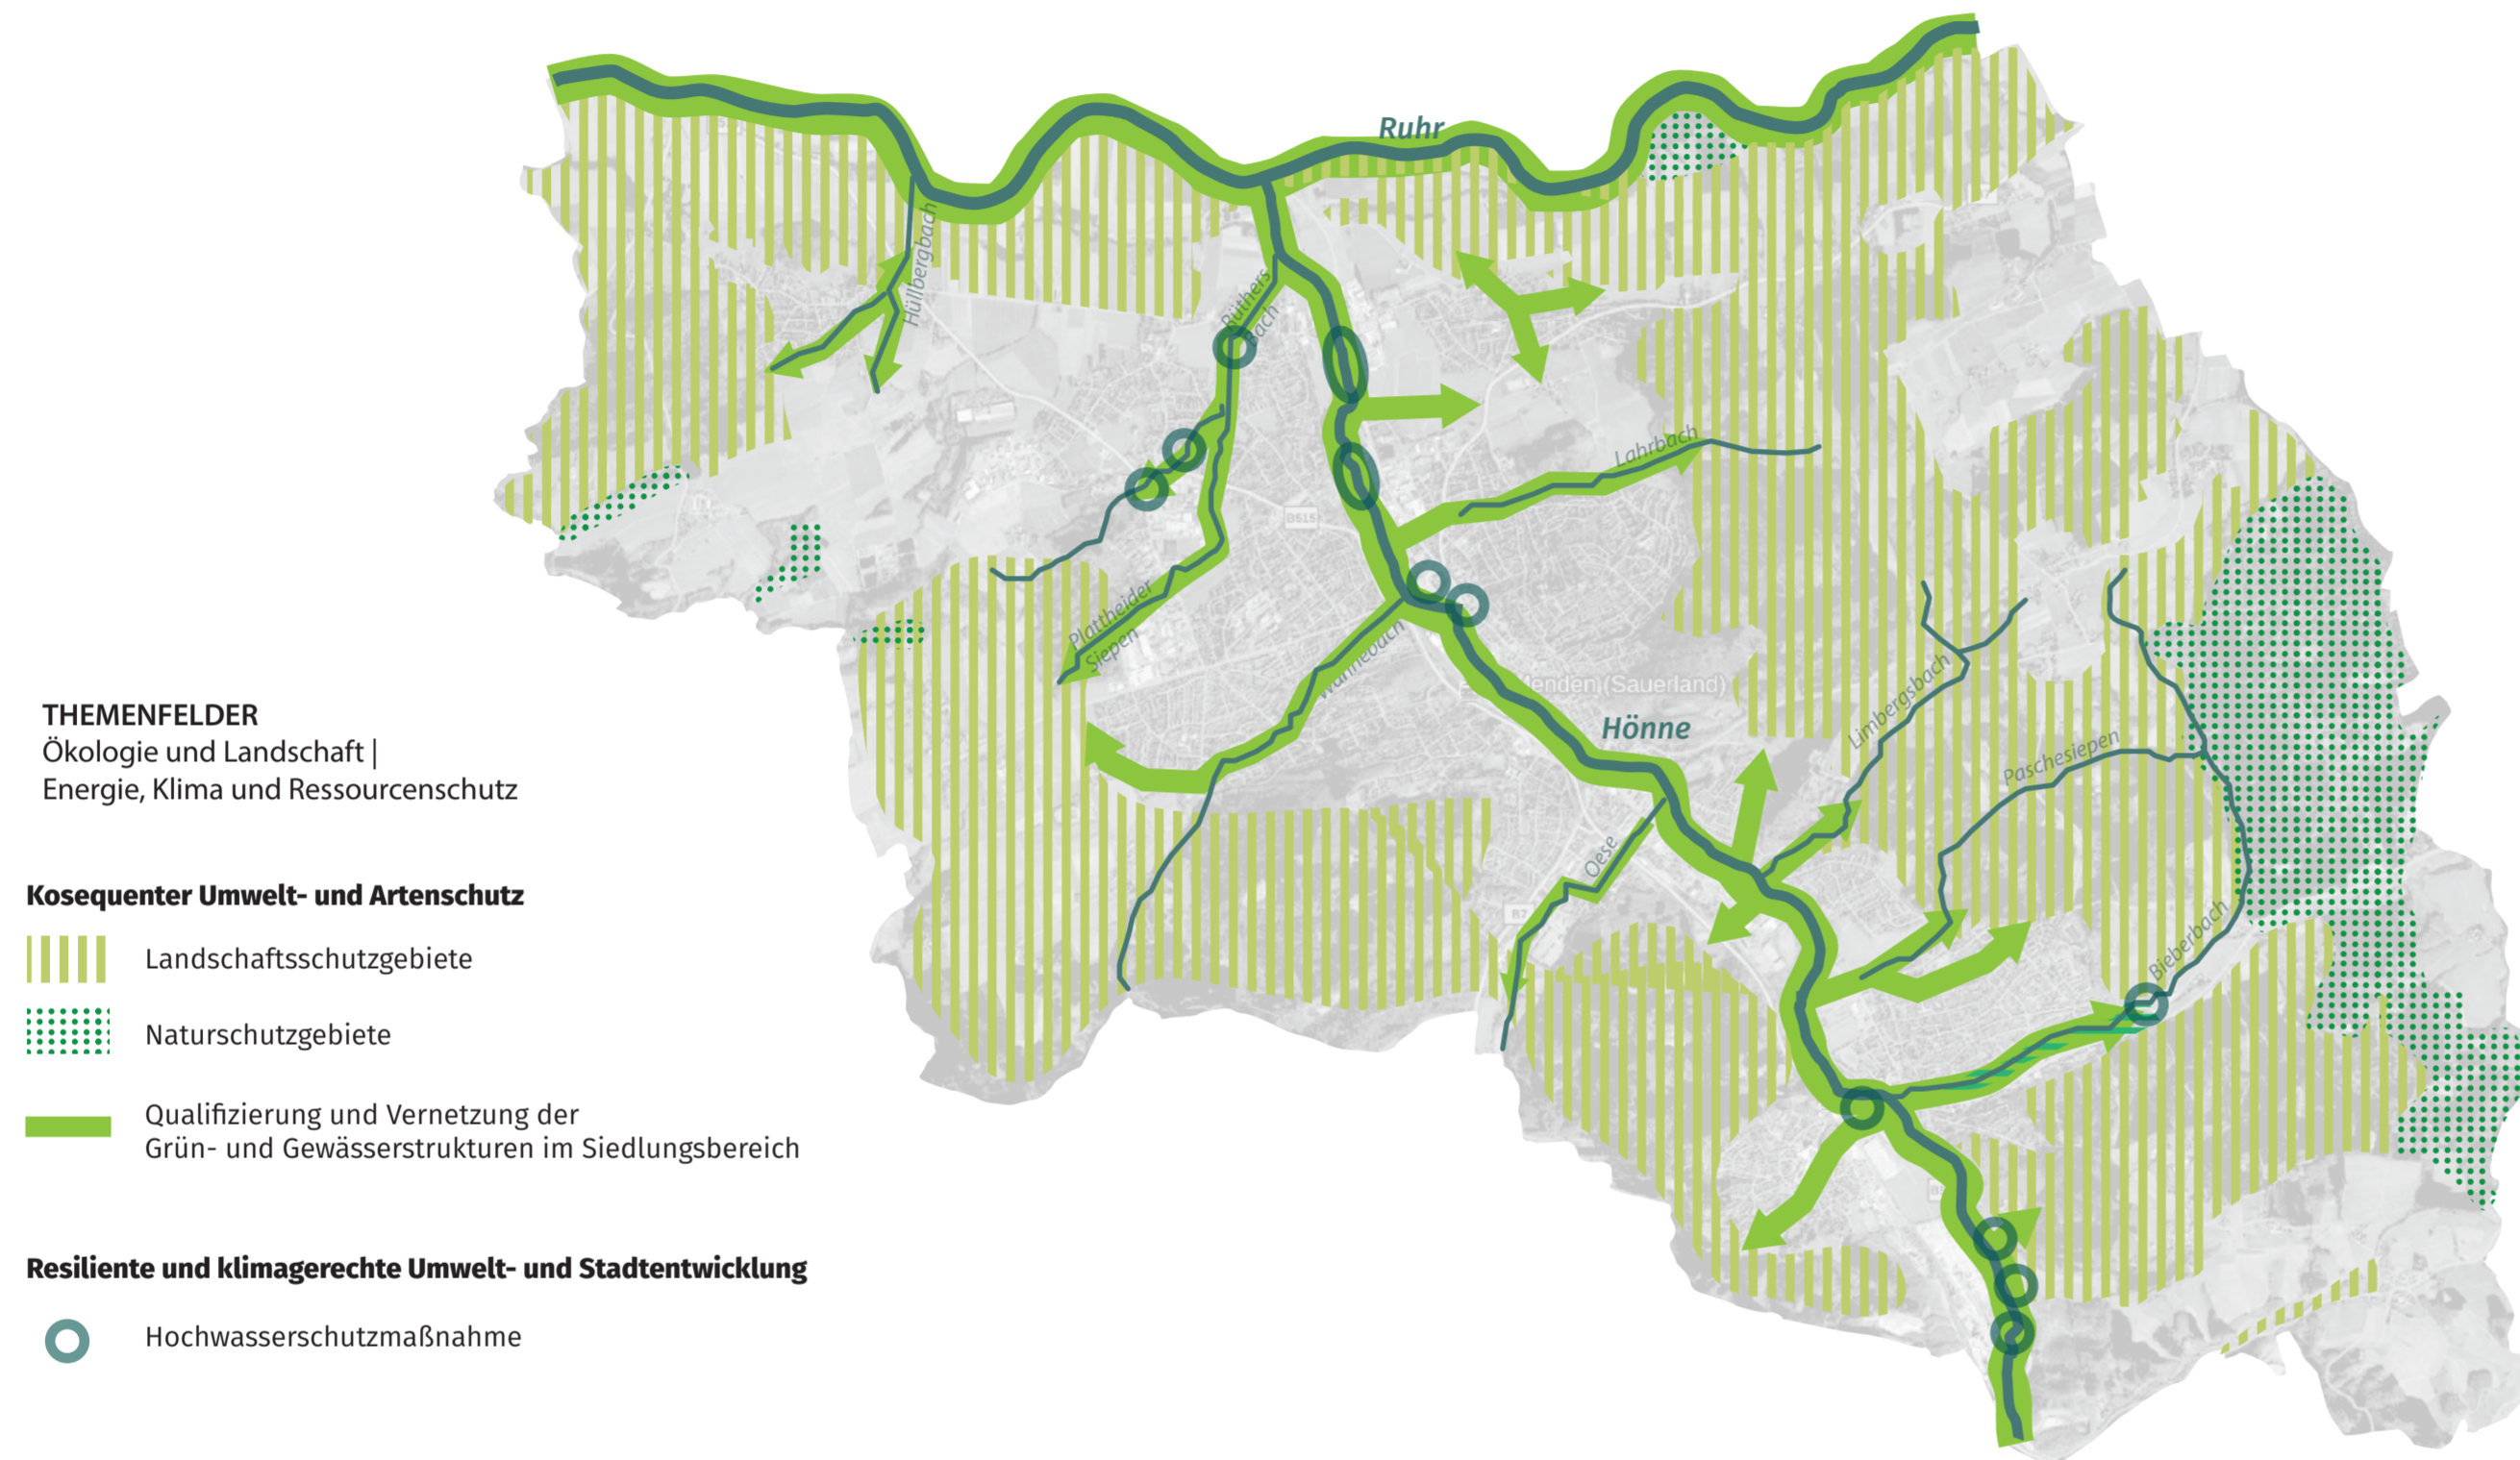 Ruhr
Hüllbergbach
Rüthers
Bach
Lahrbach
B515
Plattheider
Siepen
Wannebach
Menden (Sauerland)
Hönne
Limbergsbach
Paschesiepen
Oese
B7
Bieberbach
THEMENFELDER
Ökologie und Landschaft |
Energie, Klima und Ressourcenschutz
Kosequenter Umwelt- und Artenschutz
Landschaftsschutzgebiete
Naturschutzgebiete
Qualifizierung und Vernetzung der
Grün- und Gewässerstrukturen im Siedlungsbereich
Resiliente und klimagerechte Umwelt- und Stadtentwicklung
Hochwasserschutzmaßnahme